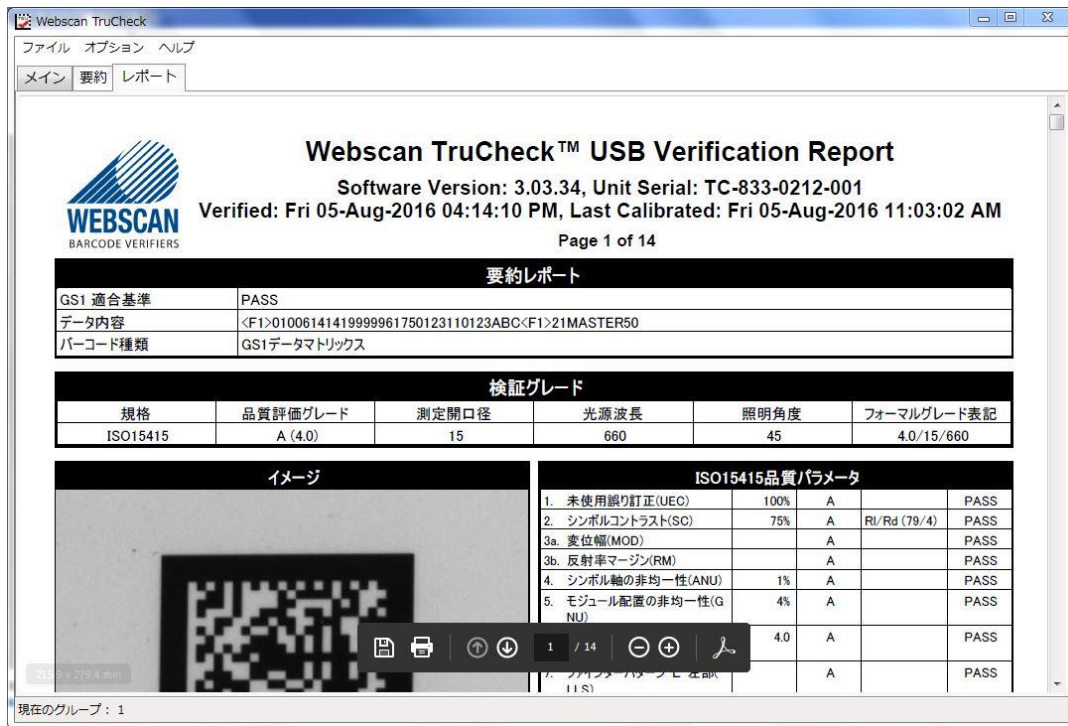 Webscan TruCheck
ファイル オプション ヘルプ
メイン 要約 レポート
WEBSCAN
BARCODE VERIFIERS
Webscan TruCheck™ USB Verification Report
Software Version: 3.03.34, Unit Serial: TC-833-0212-001
Verified: Fri 05-Aug-2016 04:14:10 PM, Last Calibrated: Fri 05-Aug-2016 11:03:02 AM
Page 1 of 14
要約レポート
GS1 適合基準 PASS
データ内容 <F1>01006141419999961750123110123ABC<F1>21MASTER50
バーコード種類 GS1データマトリックス
検証グレード
規格 品質評価グレード 測定開口径 光源波長 照明角度 フォーマルグレード表記
ISO15415 A (4.0) 15 660 45 4.0/15/660
イメージ
ISO15415品質パラメータ
1. 未使用誤り訂正(UEC) 100% A PASS
2. シンボルコントラスト(SC) 75% A Rl/Rd (79/4) PASS
3a. 変位幅(MOD) A PASS
3b. 反射率マージン(RM) A PASS
4. シンボル軸の非均一性(ANU) 1% A PASS
5. モジュール配置の非均一性(G 4% A PASS
NU)
4.0 A PASS
A PASS
1 / 14
215.9 x 279.4 mm
現在のグループ: 1